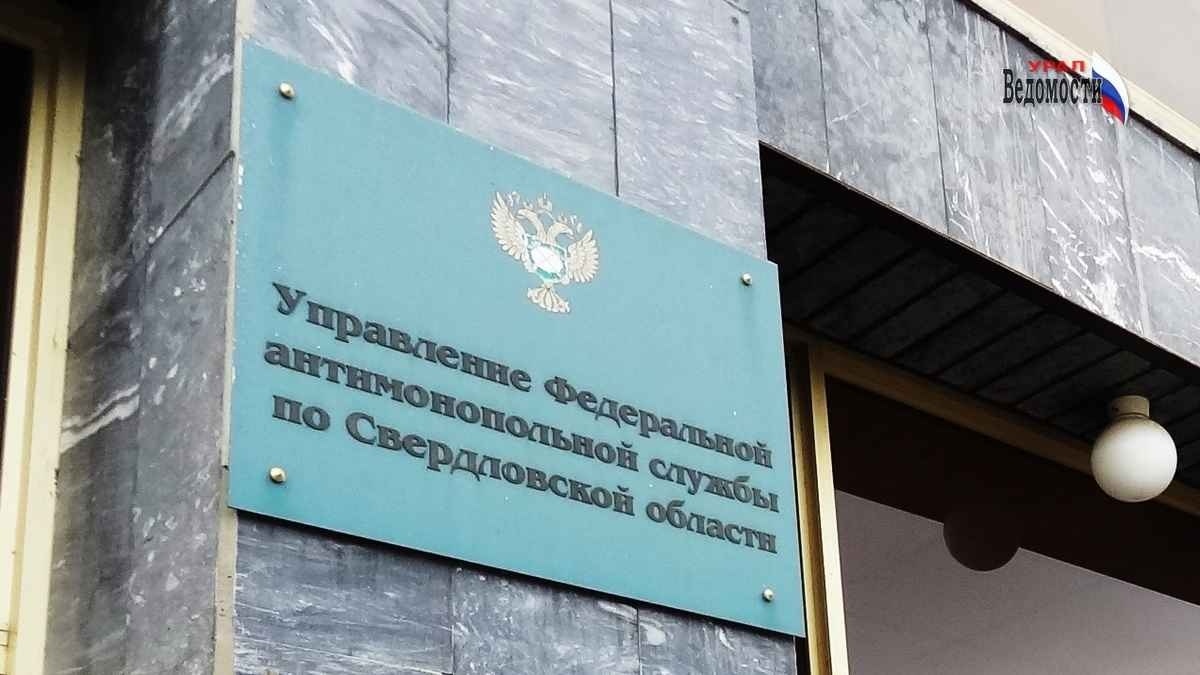 УРАЛ
Ведомости
Управление Федеральной
антимонопольной службы
по Свердловской области